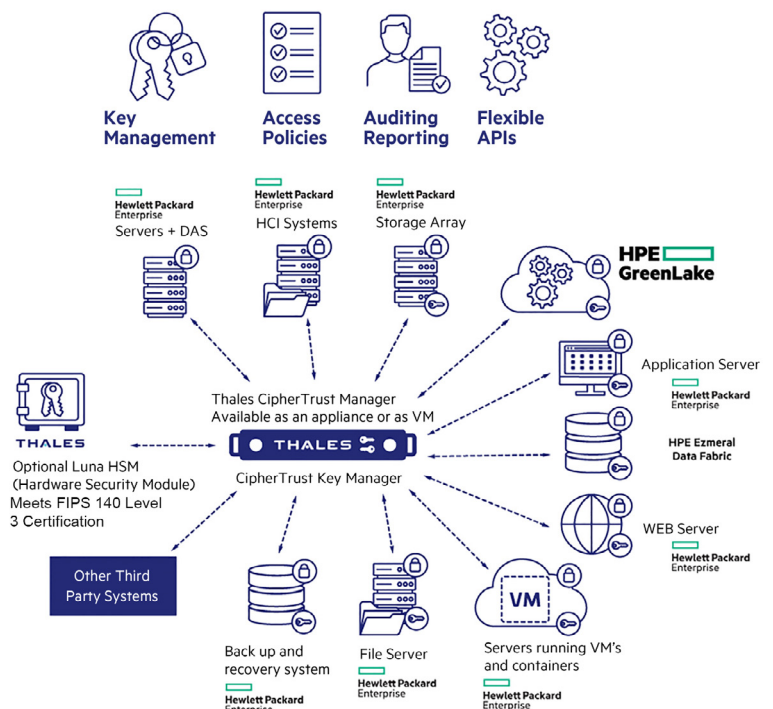 Key
Management
Access
Policies
Auditing
Reporting
Flexible
APIs
Hewlett Packard
Enterprise
Servers + DAS
Hewlett Packard
Enterprise
HCI Systems
Hewlett Packard
Enterprise
Storage Array
HPE
GreenLake
Application Server
Hewlett Packard
Enterprise
HPE Ezmeral
Data Fabric
WEB Server
Hewlett Packard
Enterprise
Thales CipherTrust Manager
Available as an appliance or as VM
THALES
CipherTrust Key Manager
THALES
Optional Luna HSM
(Hardware Security Module)
Meets FIPS 140 Level
3 Certification
Other Third
Party Systems
Back up and
recovery system
Hewlett Packard
Enterprise
File Server
Hewlett Packard
Enterprise
VM
Servers running VM's
and containers
Hewlett Packard
Enterprise